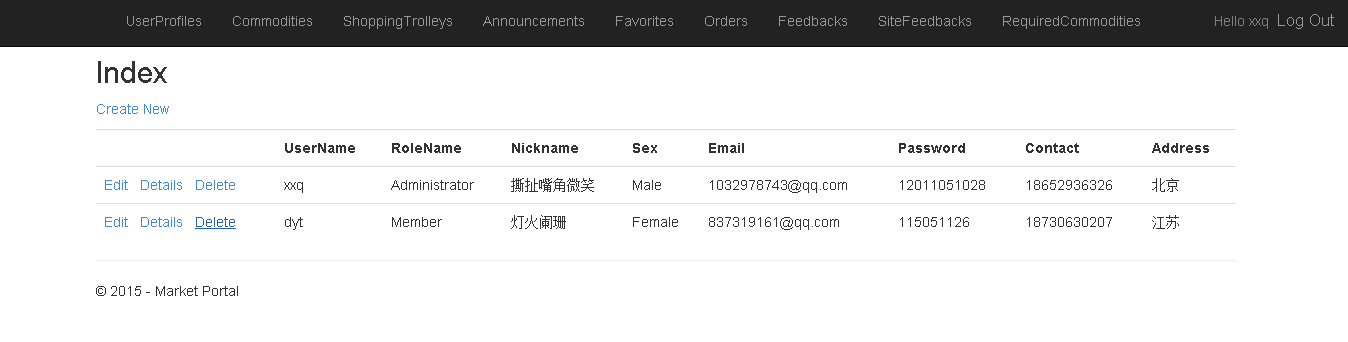 UserProfiles Commodities ShoppingTrolleys Announcements Favorites Orders Feedbacks SiteFeedbacks RequiredCommodities Hello xxq Log Out
Index
Create New
UserName RoleName Nickname Sex Email Password Contact Address
Edit Details Delete xxq Administrator 撕扯嘴角微笑 Male 1032978743@qq.com 12011051028 18652936326 北京
Edit Details Delete dyt Member 灯火阑珊 Female 837319161@qq.com 115051126 18730630207 江苏
© 2015 - Market Portal